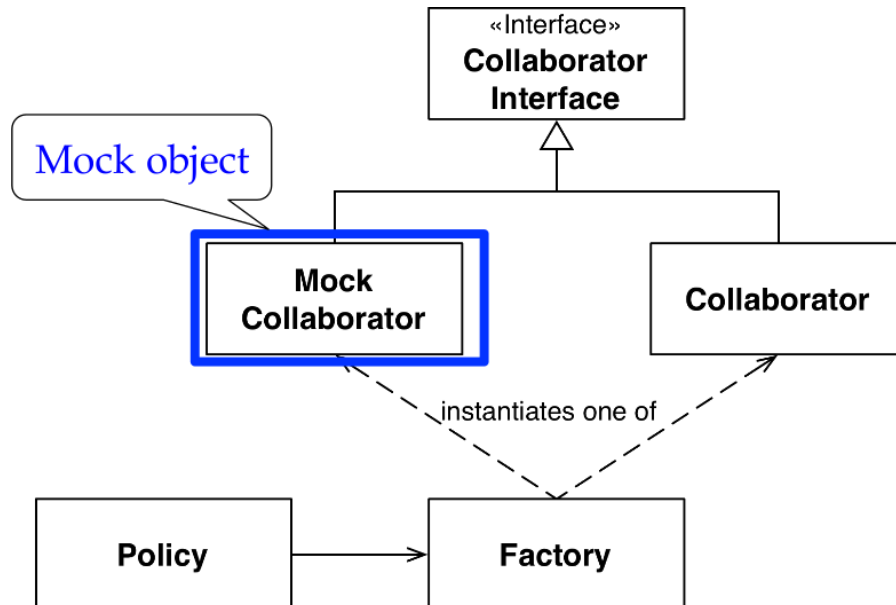 «Interface»
Collaborator
Interface
Mock object
Mock
Collaborator
Collaborator
instantiates one of
Policy
Factory